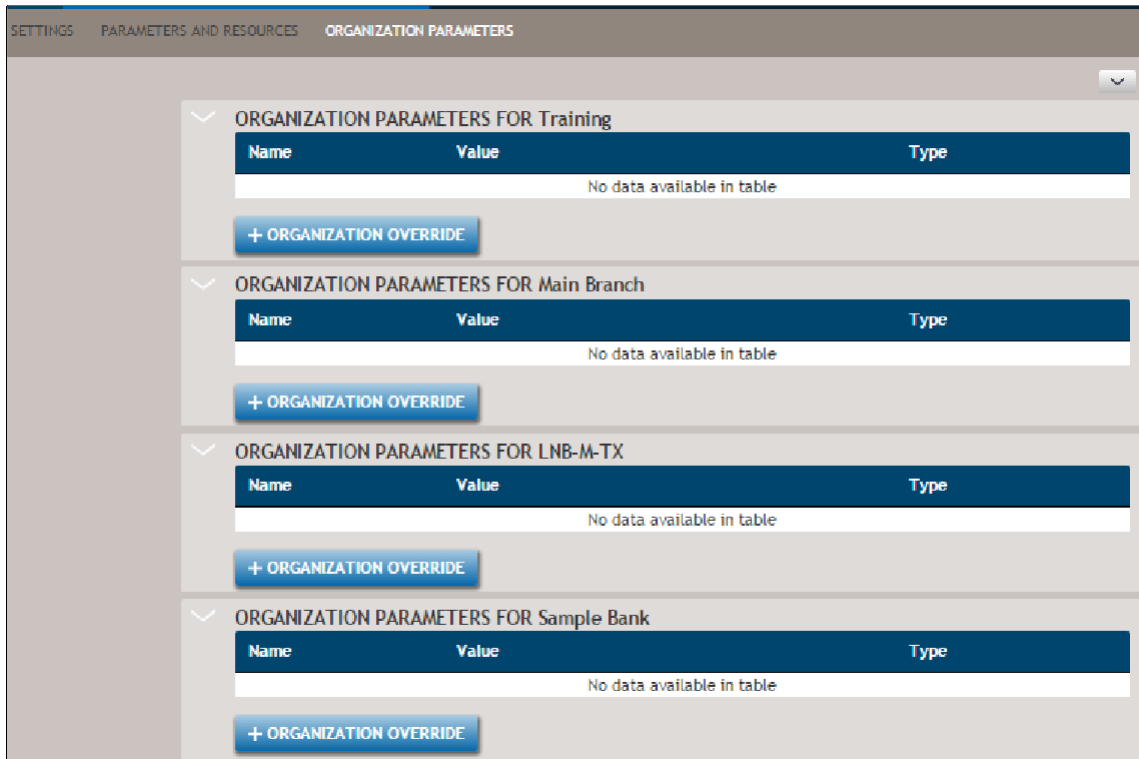 SETTINGS PARAMETERS AND RESOURCES ORGANIZATION PARAMETERS
ORGANIZATION PARAMETERS FOR Training
Name Value Type
No data available in table
+ ORGANIZATION OVERRIDE
ORGANIZATION PARAMETERS FOR Main Branch
Name Value Type
No data available in table
+ ORGANIZATION OVERRIDE
ORGANIZATION PARAMETERS FOR LNB-M-TX
Name Value Type
No data available in table
+ ORGANIZATION OVERRIDE
ORGANIZATION PARAMETERS FOR Sample Bank
Name Value Type
No data available in table
+ ORGANIZATION OVERRIDE